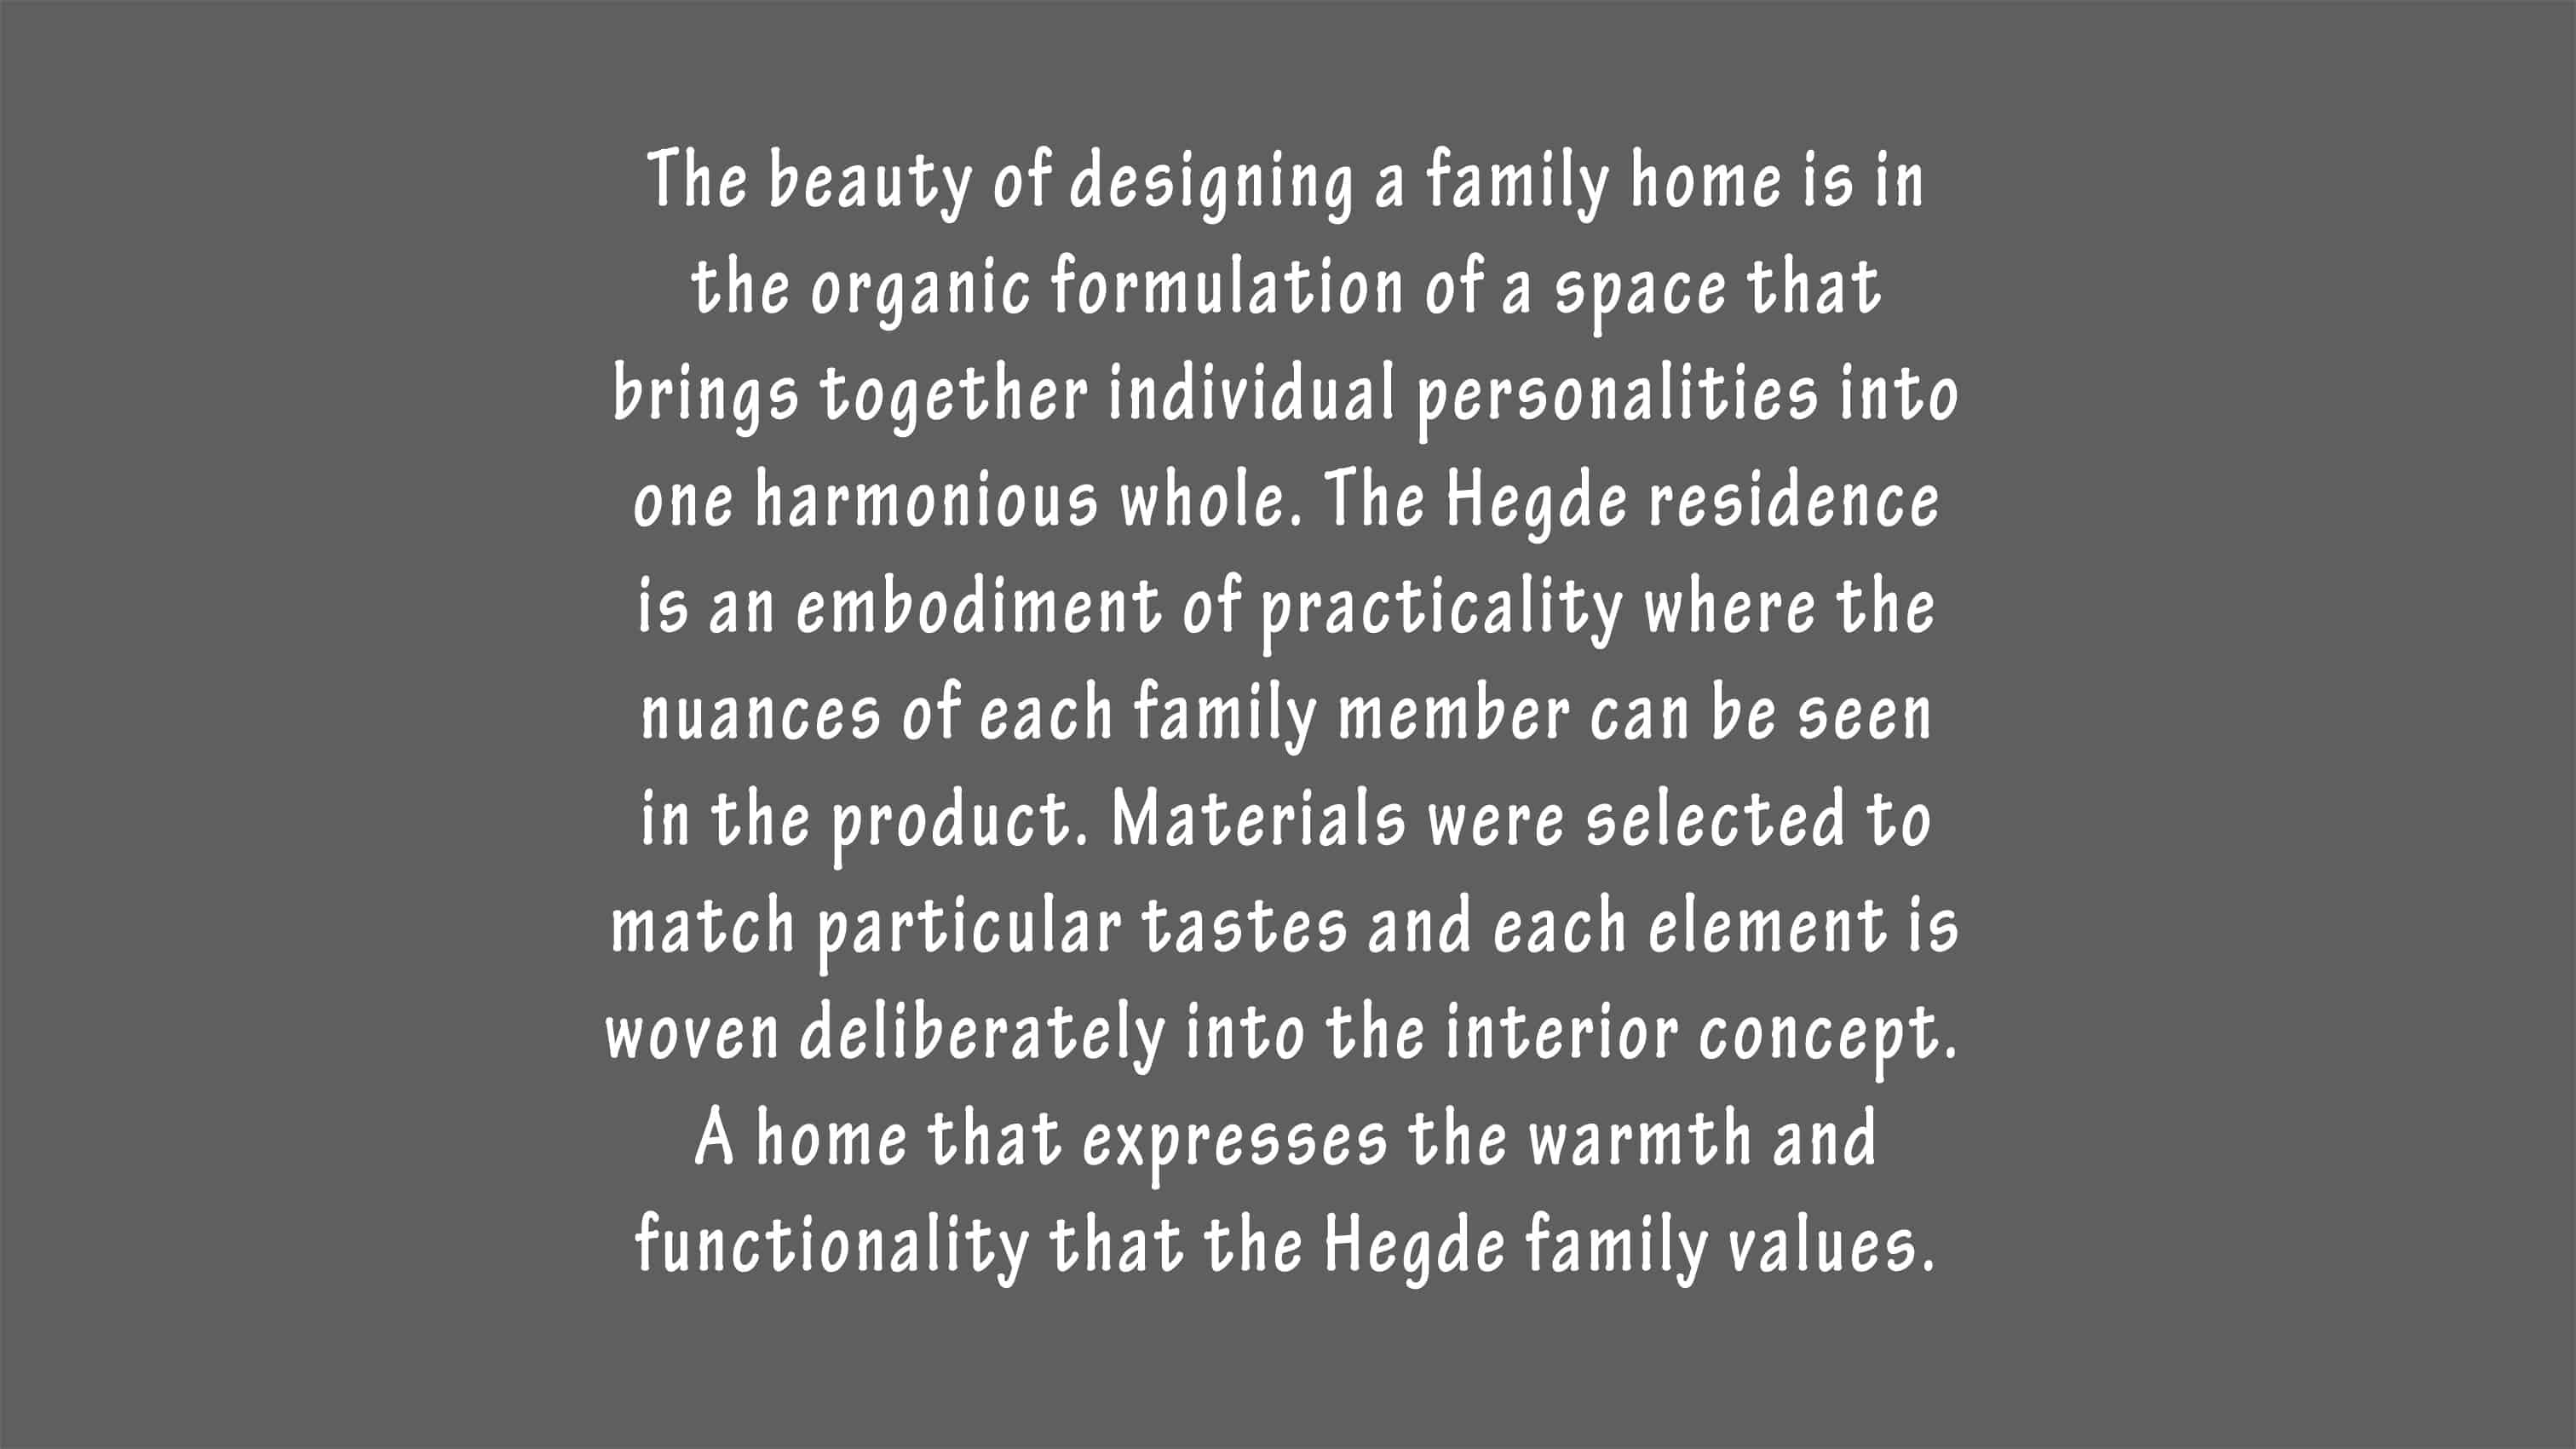 The beauty of designing a family home is in
the organic formulation of a space that
brings together individual personalities into
one harmonious whole. The Hegde residence
is an embodiment of practicality where the
nuances of each family member can be seen
in the product. Materials were selected to
match particular tastes and each element is
woven deliberately into the interior concept.
A home that expresses the warmth and
functionality that the Hegde family values.